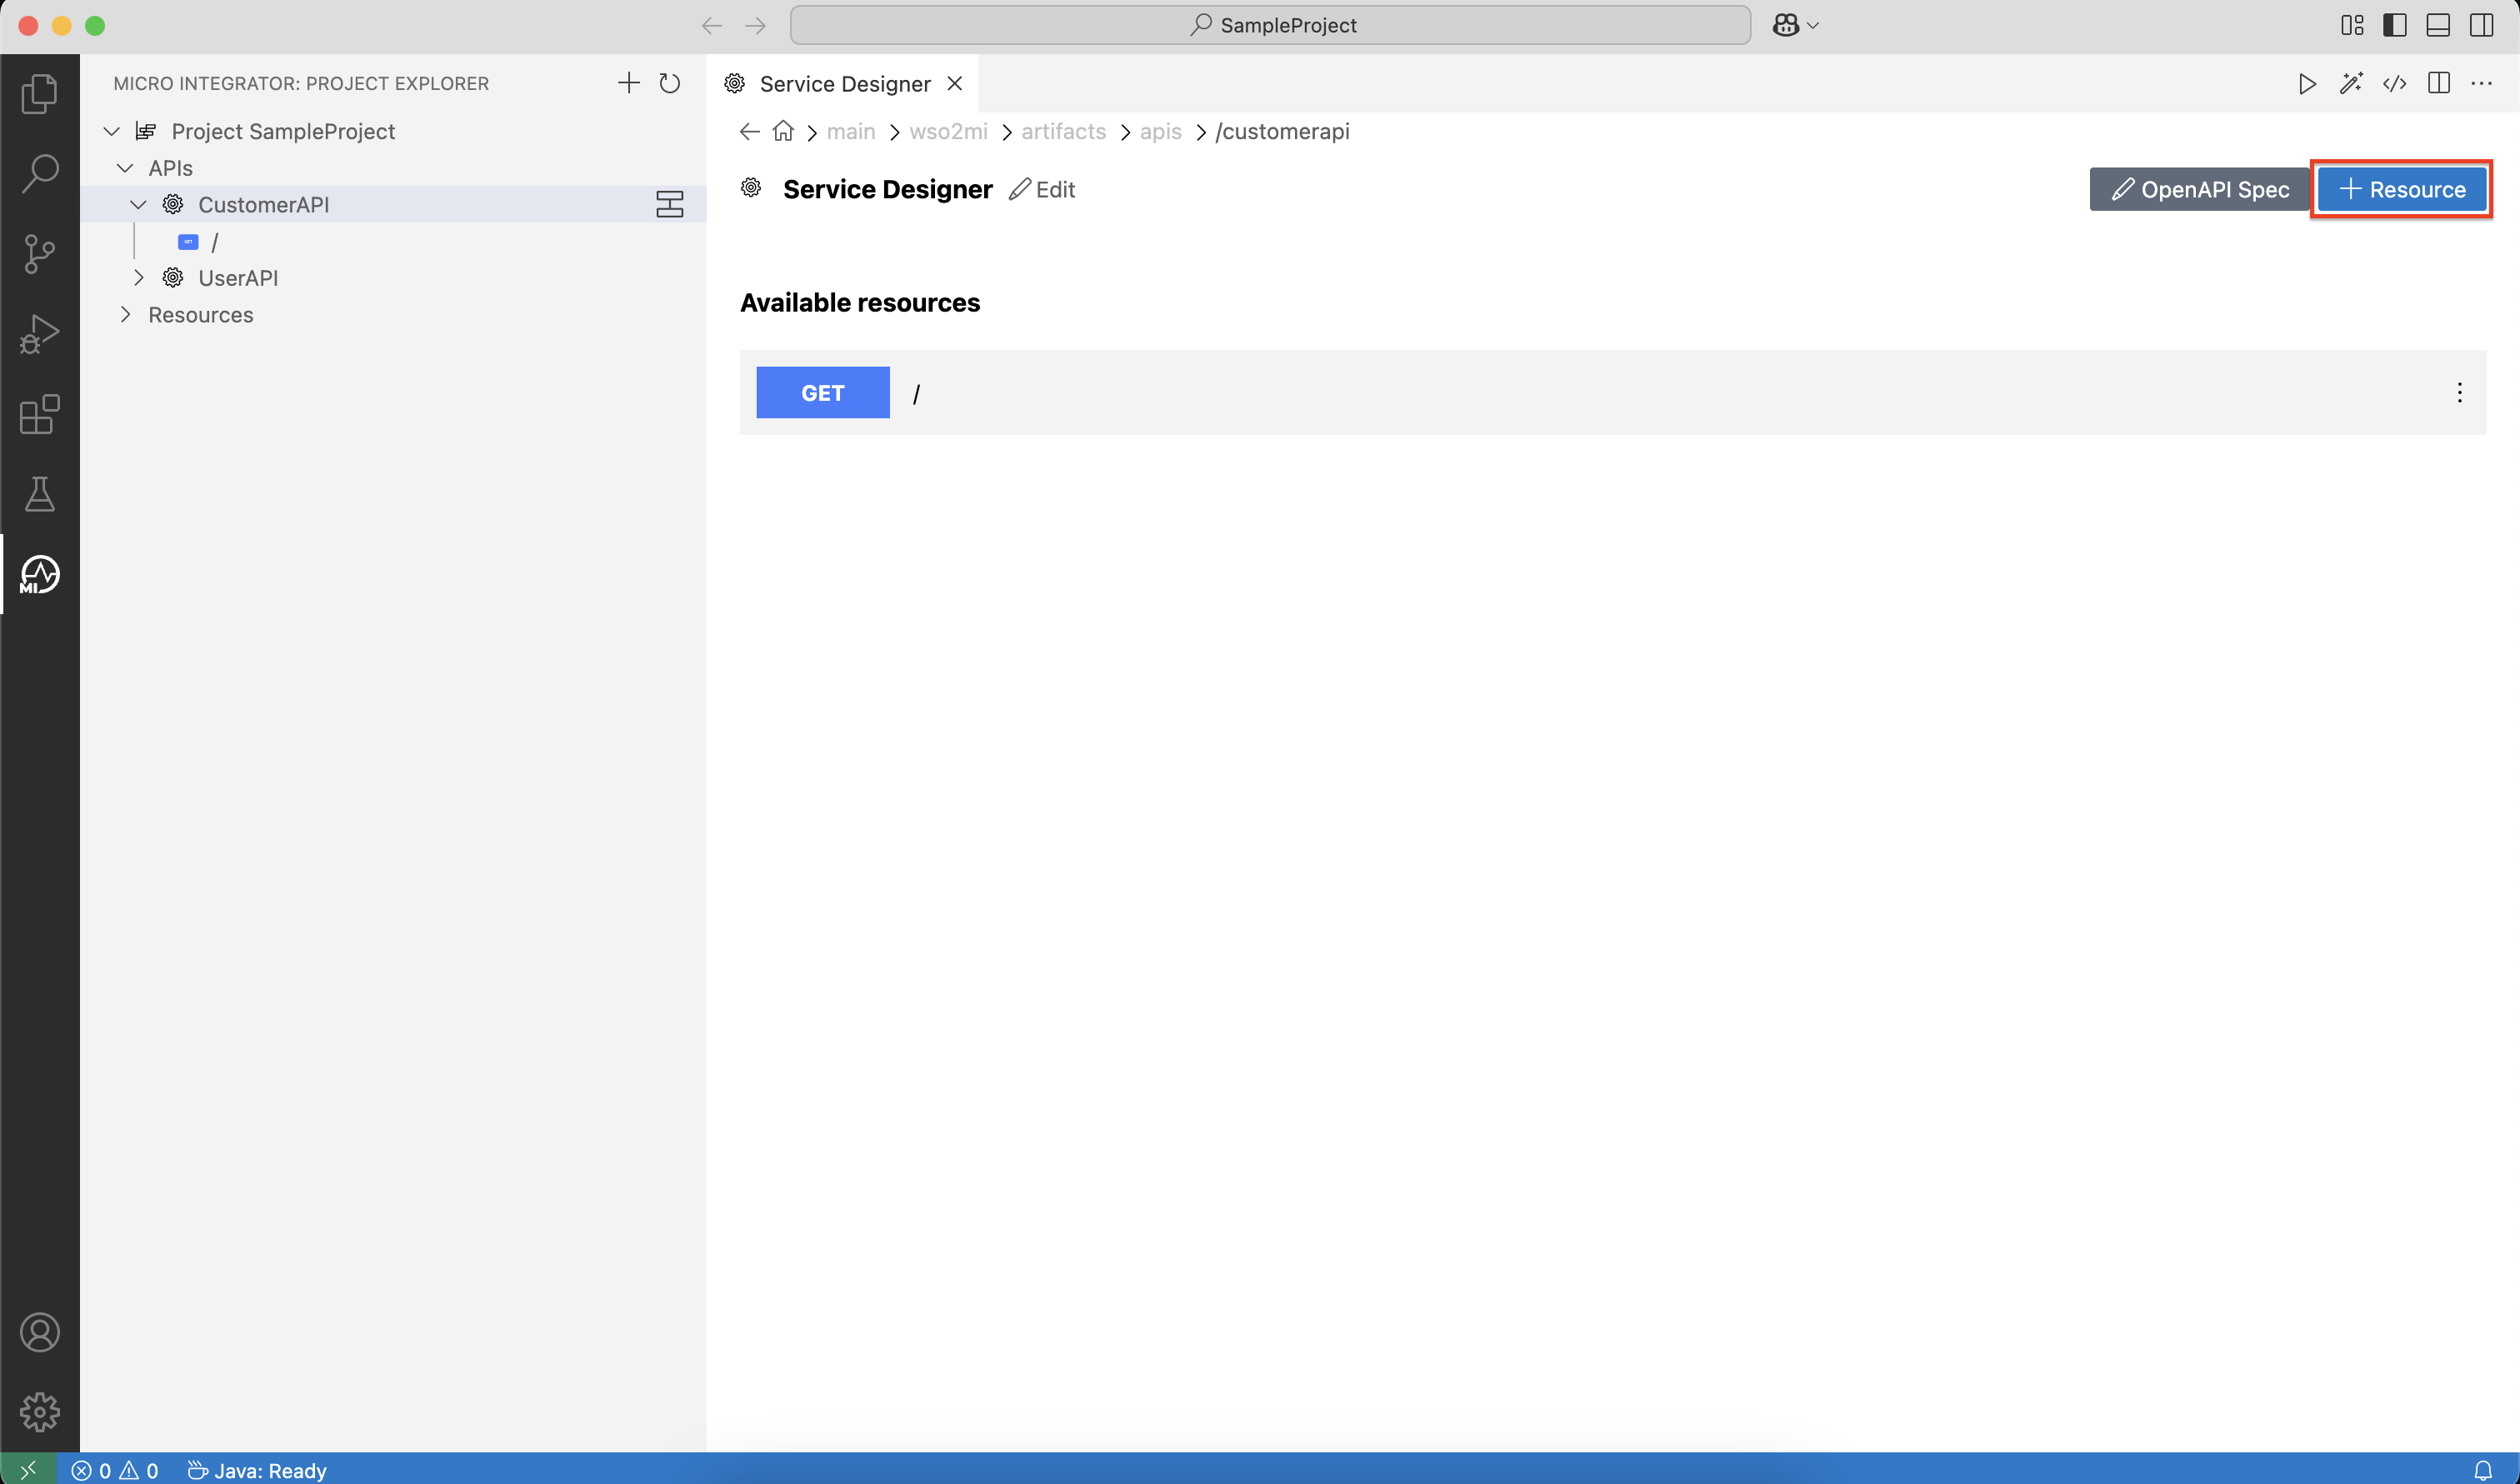 SampleProject
MICRO INTEGRATOR: PROJECT EXPLORER
Service Designer
Project SampleProject
main wso2mi artifacts apis /customerapi
APIs
CustomerAPI
Service Designer Edit
OpenAPI Spec Resource
GET /
UserAPI
Resources
Available resources
GET /
MI
0 0 Java: Ready